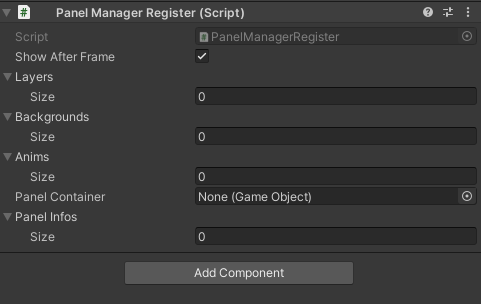 Panel Manager Register (Script)
Script PanelManagerRegister
Show After Frame
Layers
Size 0
Backgrounds
Size 0
Anims
Size 0
Panel Container None (Game Object)
Panel Infos
Size 0
Add Component